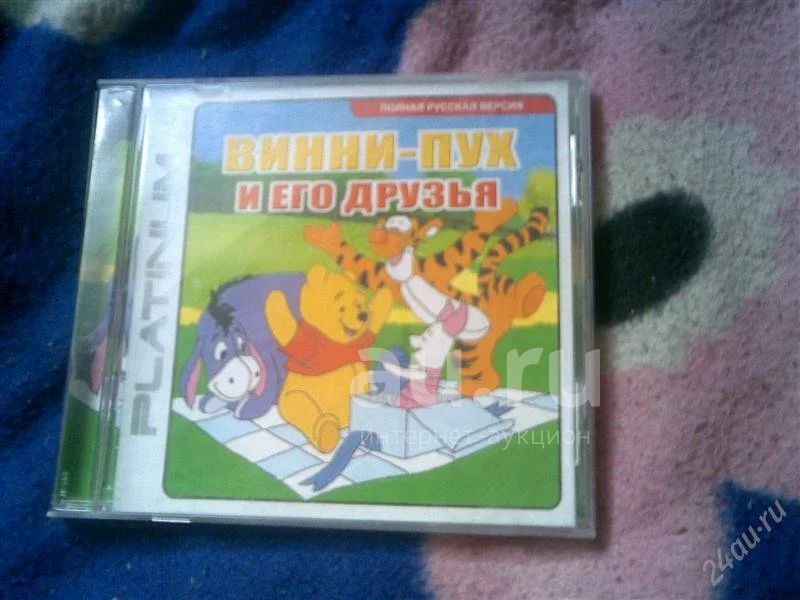 ПОЛНАЯ РУССКАЯ ВЕРСИЯ
ВИННИ-ПУХ
И ЕГО ДРУЗЬЯ
PLATINUM
au.ru
интернет-аукцион
24au.ru